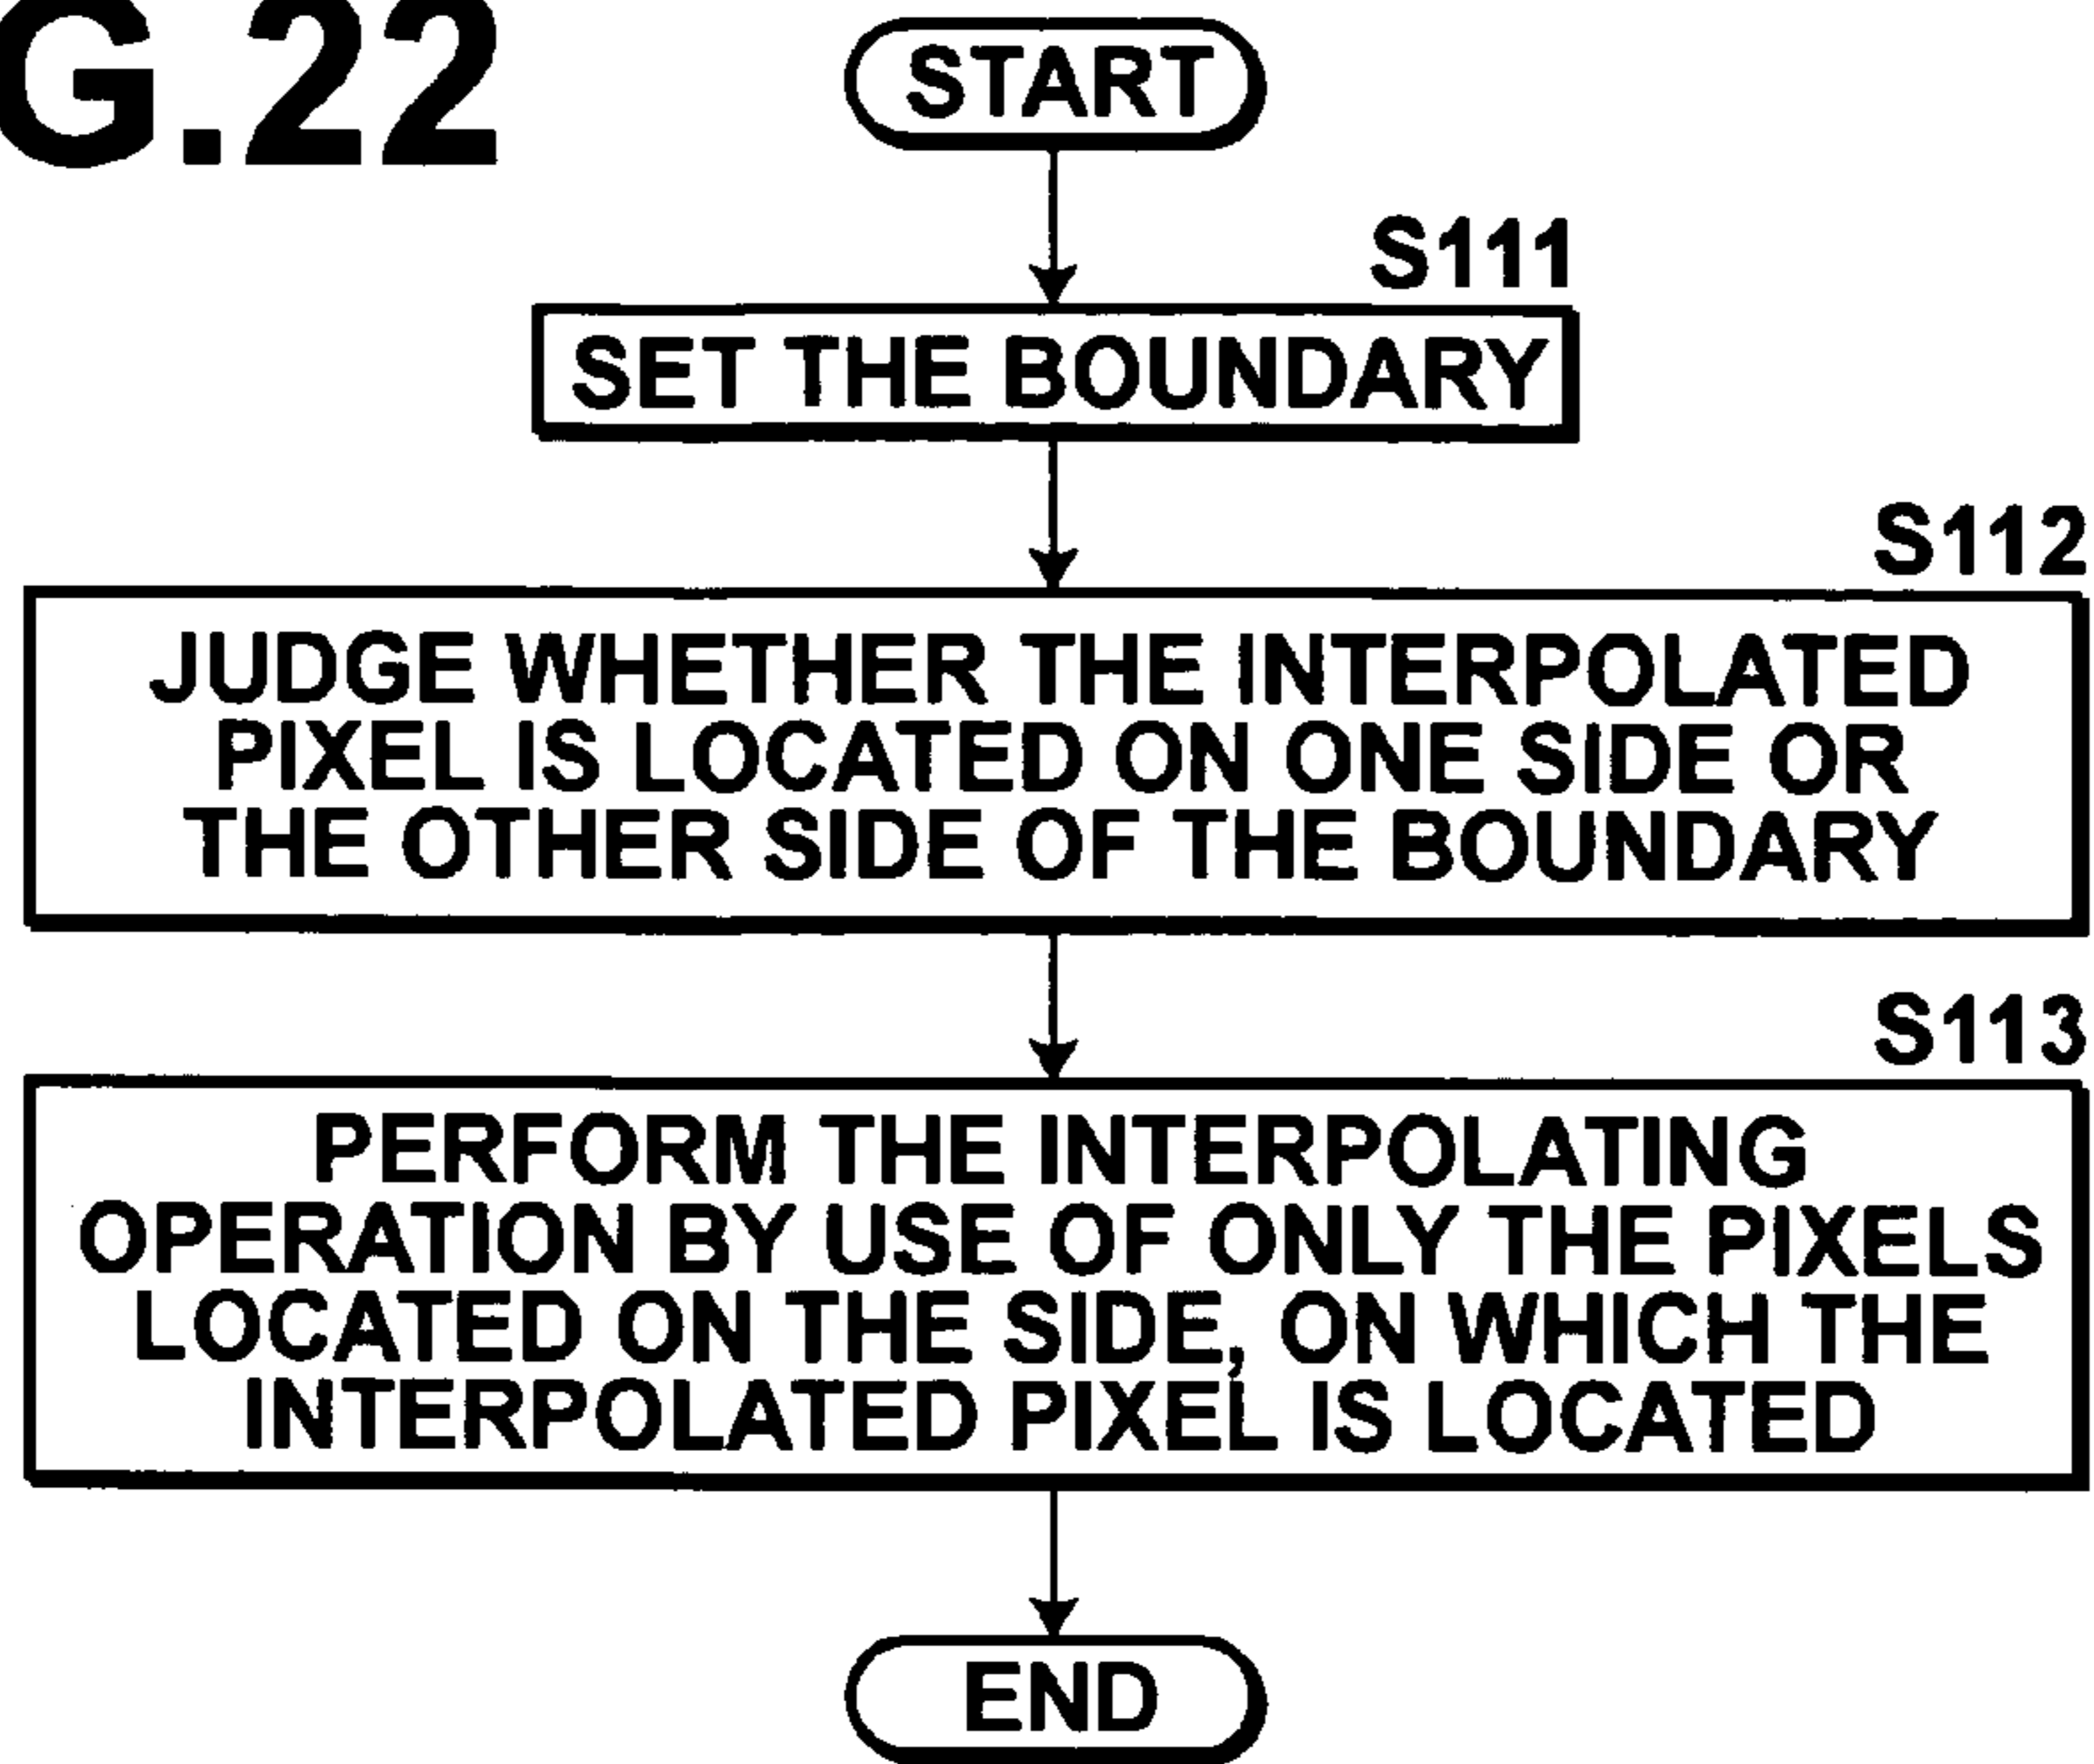 G.22
START
S111
SET THE BOUNDARY
S112
JUDGE WHETHER THE INTERPOLATED
PIXEL IS LOCATED ON ONE SIDE OR
THE OTHER SIDE OF THE BOUNDARY
S113
PERFORM THE INTERPOLATING
OPERATION BY USE OF ONLY THE PIXELS
LOCATED ON THE SIDE, ON WHICH THE
INTERPOLATED PIXEL IS LOCATED
END